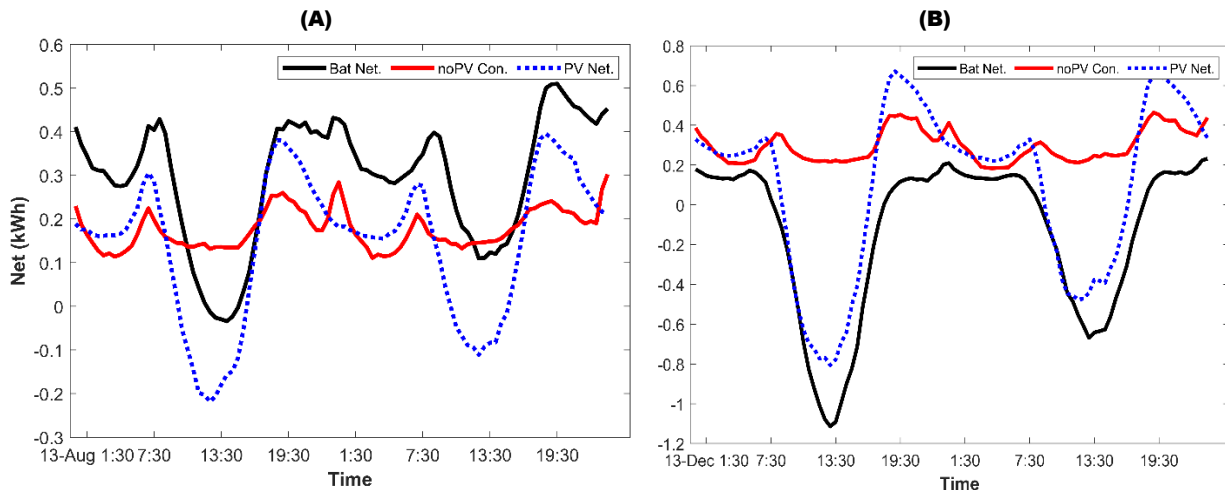 (A)
(B)
Bat Net. noPV Con. PV Net.
0.6
0.5
0.4
0.3
0.2
0.1
0
-0.1
-0.2
-0.3
Net (kWh)
13-Aug 1:30 7:30 13:30 19:30 1:30 7:30 13:30 19:30
Time
Bat Net. noPV Con. PV Net.
0.8
0.6
0.4
0.2
0
-0.2
-0.4
-0.6
-0.8
-1
-1.2
13-Dec 1:30 7:30 13:30 19:30 1:30 7:30 13:30 19:30
Time